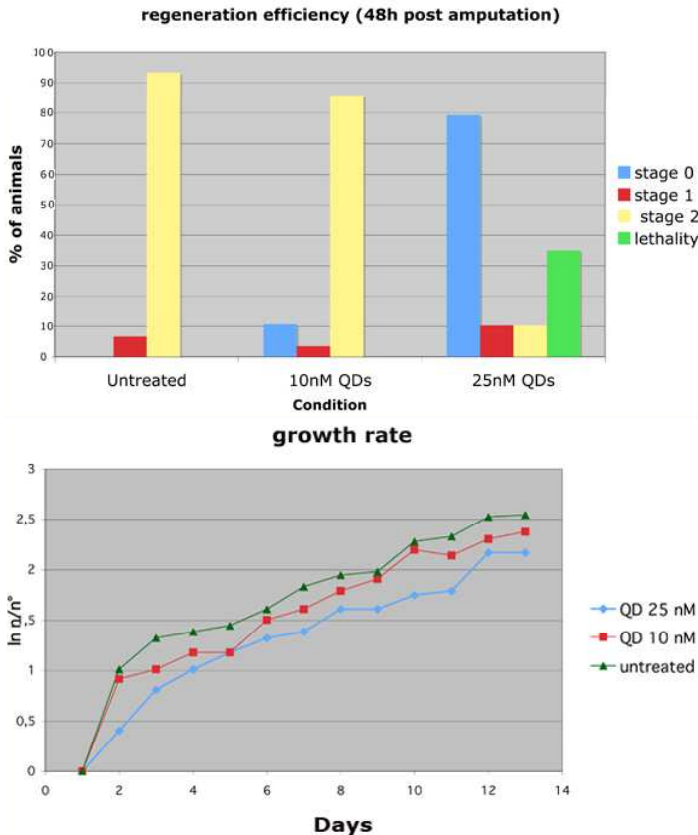 regeneration efficiency (48h post amputation)
% of animals
100
90
80
70
60
50
40
30
20
10
0
Untreated 10nM QDs 25nM QDs
Condition
stage 0
stage 1
stage 2
lethality
growth rate
ln n/n°
3
2,5
2
1,5
1
0,5
0
0 2 4 6 8 10 12 14
Days
QD 25 nM
QD 10 nM
untreated